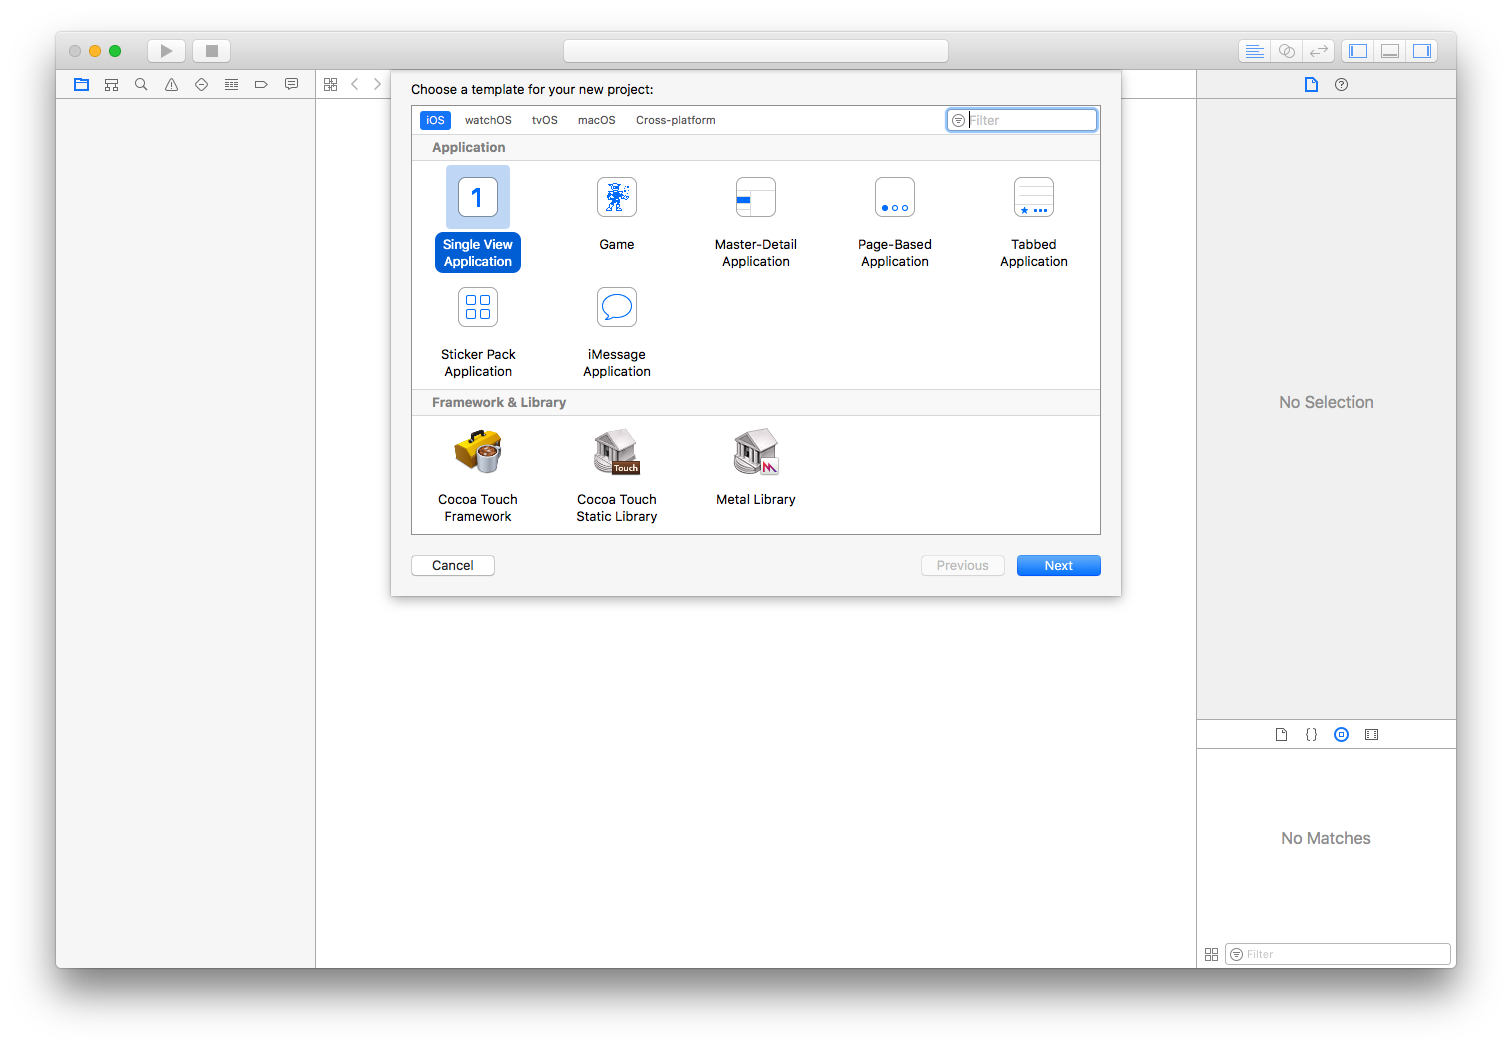 Choose a template for your new project:
iOS watchOS tvOS macOS Cross-platform Filter
Application
1
Single View Application
Game
Master-Detail Application
Page-Based Application
Tabbed Application
Sticker Pack Application
iMessage Application
Framework & Library
Touch
Cocoa Touch Framework
Cocoa Touch Static Library
Metal Library
Cancel Previous Next
No Selection
{}
No Matches
Filter